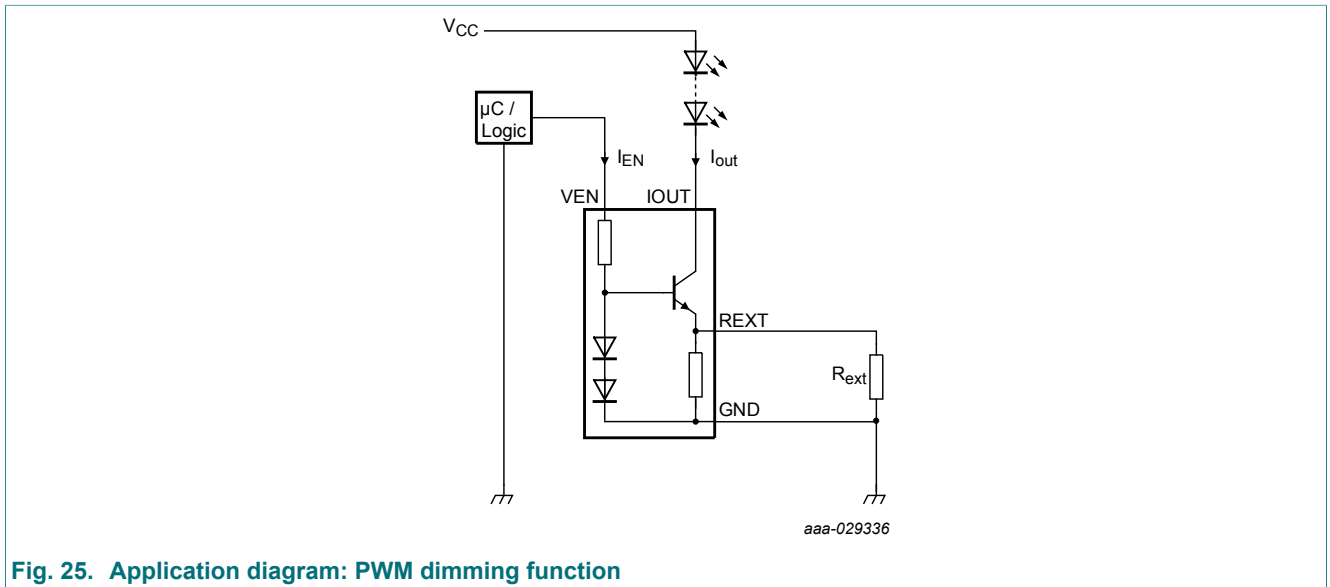 VCC
µC /
Logic
IEN
Iout
VEN
IOUT
REXT
Rext
GND
aaa-029336
Fig. 25. Application diagram: PWM dimming function